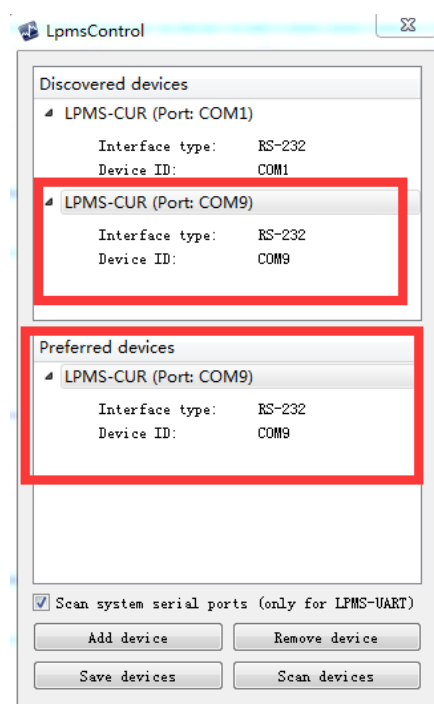 LpmsControl
Discovered devices
LPMS-CUR (Port: COM1)
Interface type: RS-232
Device ID: COM1
LPMS-CUR (Port: COM9)
Interface type: RS-232
Device ID: COM9
Preferred devices
LPMS-CUR (Port: COM9)
Interface type: RS-232
Device ID: COM9
Scan system serial ports (only for LPMS-UART)
Add device Remove device
Save devices Scan devices